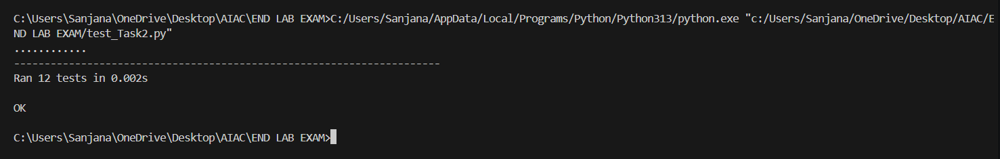 C:\Users\Sanjana\OneDrive\Desktop\AIAC\END LAB EXAM>C:/Users/Sanjana/AppData/Local/Programs/Python/Python313/python.exe "c:/Users/Sanjana/OneDrive/Desktop/AIAC/E
ND LAB EXAM/test_Task2.py"
............
----------------------------------------------------------------------
Ran 12 tests in 0.002s
OK
C:\Users\Sanjana\OneDrive\Desktop\AIAC\END LAB EXAM>